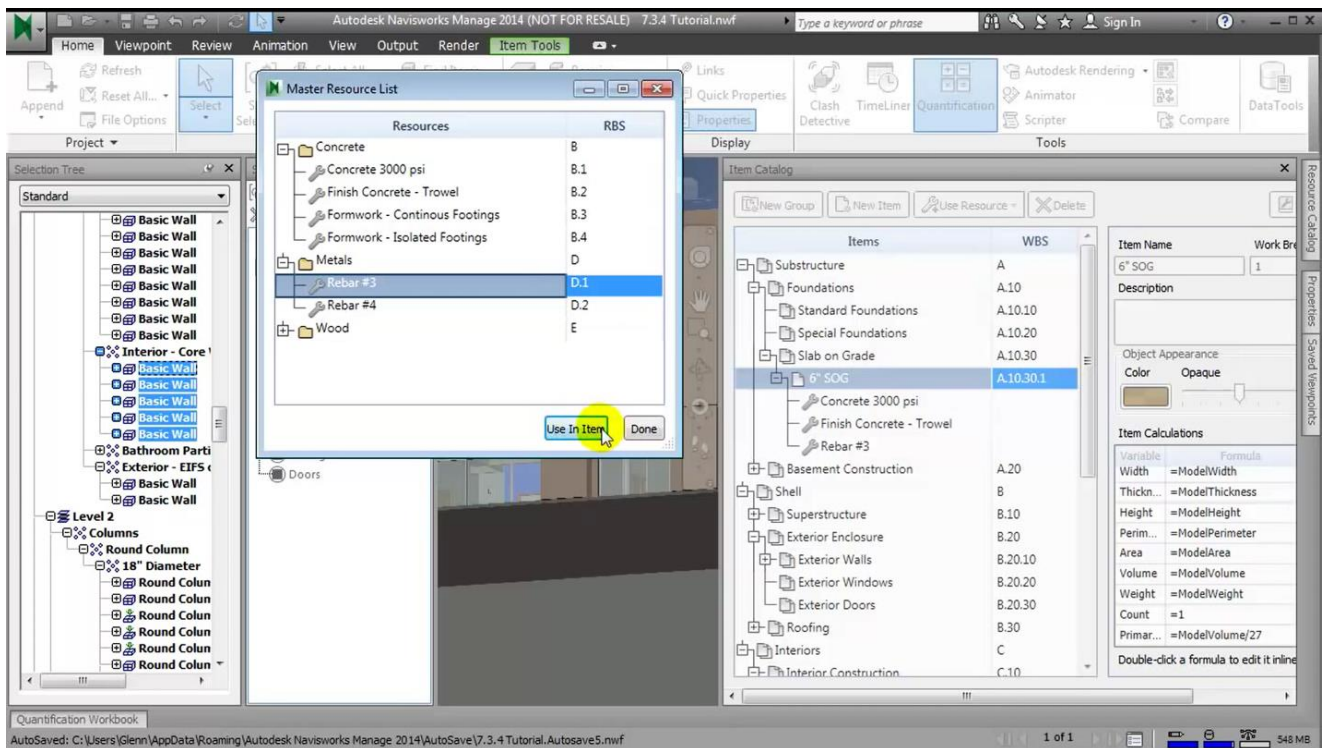 Autodesk Navisworks Manage 2014 (NOT FOR RESALE) 7.3.4 Tutorial.nwf
Type a keyword or phrase
Sign In
Home Viewpoint Review Animation View Output Render Item Tools
Append
Refresh
Reset All...
File Options
Project
Select
Links
Quick Properties
Properties
Display
Clash Detective
TimeLiner
Quantification
Autodesk Rendering
Animator
Scripter
Compare
DataTools
Tools
Selection Tree
Standard
Basic Wall
Basic Wall
Basic Wall
Basic Wall
Basic Wall
Basic Wall
Basic Wall
Basic Wall
Interior - Core
Basic Wall
Basic Wall
Basic Wall
Basic Wall
Basic Wall
Bathroom Parti
Exterior - EIFS
Basic Wall
Basic Wall
Level 2
Columns
Round Column
18" Diameter
Round Colun
Round Colun
Round Colun
Round Colun
Round Colun
Round Colun
Master Resource List
Resources RBS
Concrete B
Concrete 3000 psi B.1
Finish Concrete - Trowel B.2
Formwork - Continous Footings B.3
Formwork - Isolated Footings B.4
Metals D
Rebar #3 D.1
Rebar #4 D.2
Wood E
Use In Item Done
Doors
Item Catalog
New Group New Item Use Resource Delete
Items WBS
Substructure A
Foundations A.10
Standard Foundations A.10.10
Special Foundations A.10.20
Slab on Grade A.10.30
6" SOG A.10.30.1
Concrete 3000 psi
Finish Concrete - Trowel
Rebar #3
Basement Construction A.20
Shell B
Superstructure B.10
Exterior Enclosure B.20
Exterior Walls B.20.10
Exterior Windows B.20.20
Exterior Doors B.20.30
Roofing B.30
Interiors C
Interior Construction C.10
Item Name Work Bre
6" SOG 1
Description
Object Appearance
Color Opaque
Item Calculations
Variable Formula
Width =ModelWidth
Thickn... =ModelThickness
Height =ModelHeight
Perim... =ModelPerimeter
Area =ModelArea
Volume =ModelVolume
Weight =ModelWeight
Count =1
Primar... =ModelVolume/27
Double-click a formula to edit it inline
Resource Catalog
Properties
Saved Viewpoints
Quantification Workbook
AutoSaved: C:\Users\Glenn\AppData\Roaming\Autodesk Navisworks Manage 2014\AutoSave\7.3.4 Tutorial.Autosave5.nwf
1 of 1
548 MB